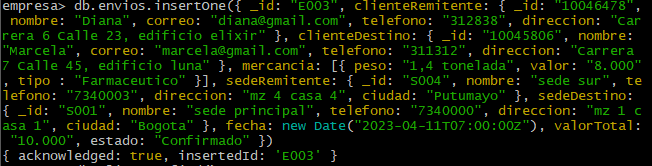 empresa> db.envios.insertOne({ _id: "E003", clienteRemitente: { _id: "10046478",
nombre: "Diana", correo: "diana@gmail.com", telefono: "312838", direccion: "Car
rera 6 Calle 23, edificio elixir" }, clienteDestino: { _id: "10045806", nombre:
"Marcela", correo: "marcela@gmail.com", telefono: "311312", direccion: "Carrera
7 Calle 45, edificio luna" }, mercancia: [{ peso: "1,4 tonelada", valor: "8.000"
, tipo : "Farmaceutico" }], sedeRemitente: { _id: "S004", nombre: "sede sur", t
elefono: "7340003", direccion: "mz 4 casa 4", ciudad: "Putumayo" }, sedeDestino:
{ _id: "S001", nombre: "sede principal", telefono: "7340000", direccion: "mz 1 c
asa 1", ciudad: "Bogota" }, fecha: new Date("2023-04-11T07:00:00Z"), valorTotal:
"10.000", estado: "Confirmado" })
{ acknowledged: true, insertedId: 'E003' }